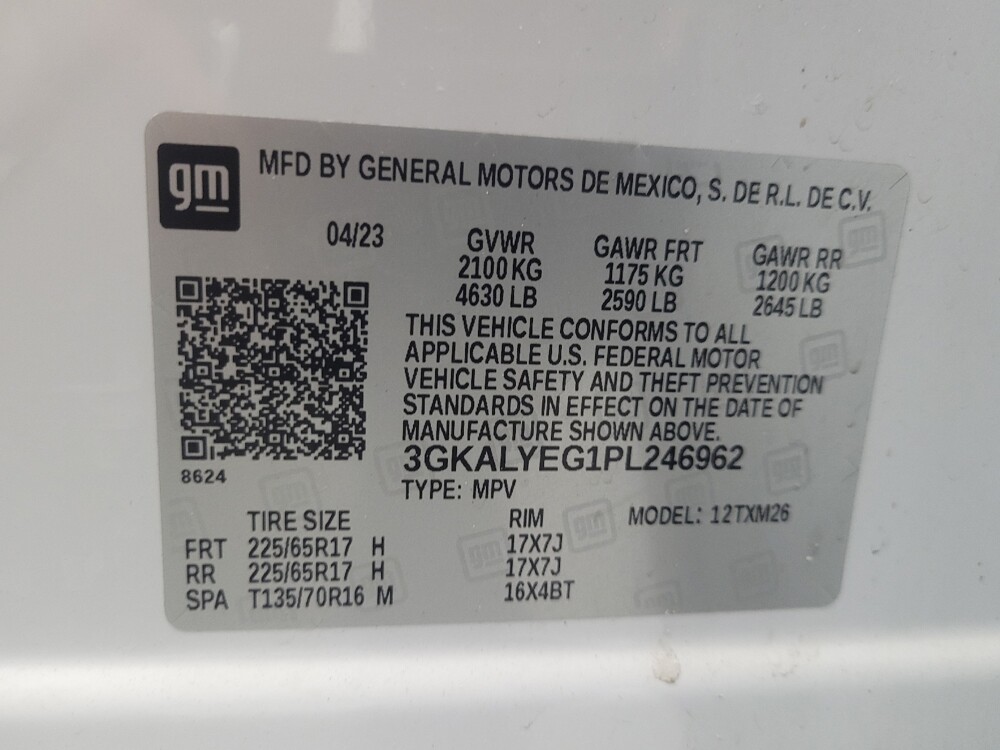 gm MFD BY GENERAL MOTORS DE MEXICO, S. DE R.L. DE C.V.
04/23 GVWR GAWR FRT GAWR RR
2100 KG 1175 KG 1200 KG
4630 LB 2590 LB 2645 LB
THIS VEHICLE CONFORMS TO ALL
APPLICABLE U.S. FEDERAL MOTOR
VEHICLE SAFETY AND THEFT PREVENTION
STANDARDS IN EFFECT ON THE DATE OF
MANUFACTURE SHOWN ABOVE.
3GKALYEG1PL246962
8624
TYPE: MPV
TIRE SIZE RIM MODEL: 12TXM26
FRT 225/65R17 H 17X7J
RR 225/65R17 H 17X7J
SPA T135/70R16 M 16X4BT